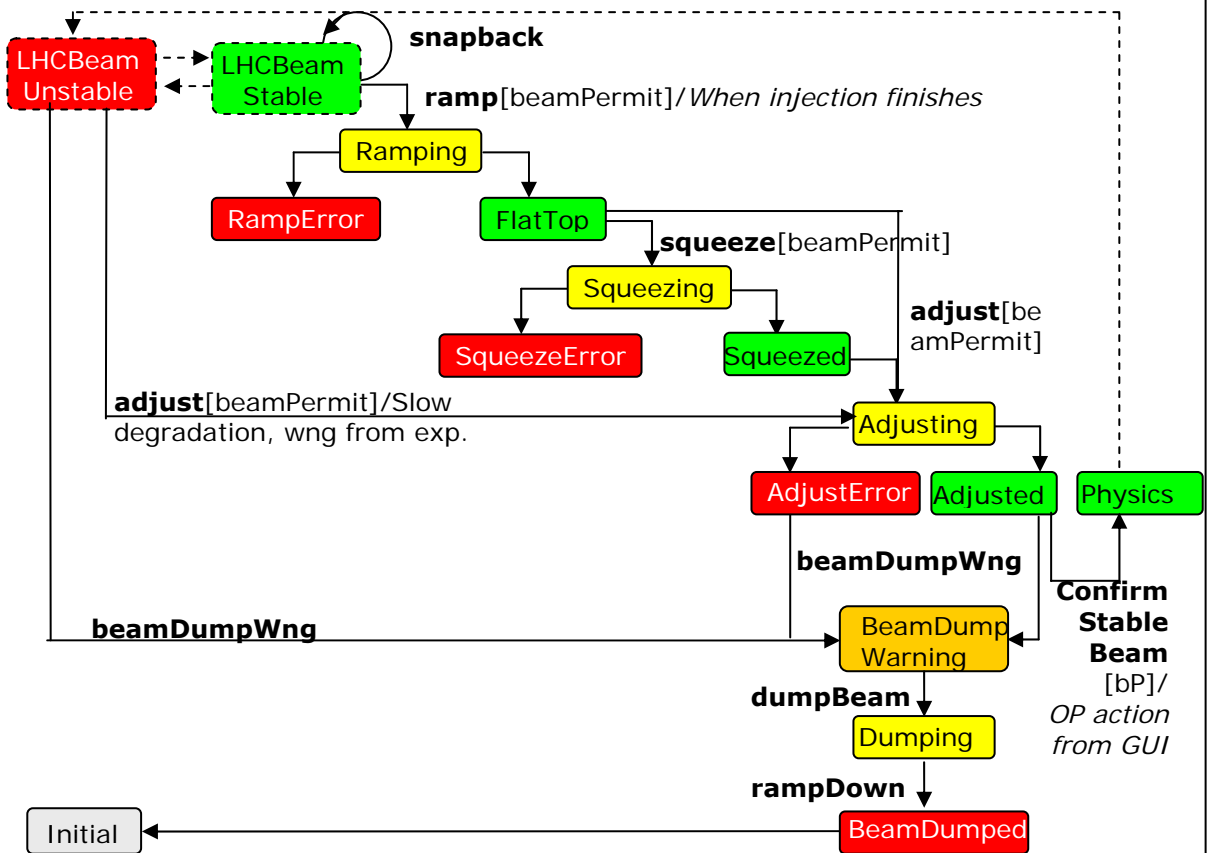 snapback
LHCBeam
Unstable
LHCBeam
Stable
ramp[beamPermit]/When injection finishes
Ramping
RampError
FlatTop
squeeze[beamPermit]
Squeezing
adjust[be
amPermit]
SqueezeError
Squeezed
adjust[beamPermit]/Slow
degradation, wng from exp.
Adjusting
AdjustError
Adjusted
Physics
beamDumpWng
Confirm
Stable
Beam
[bP]/
OP action
from GUI
beamDumpWng
BeamDump
Warning
dumpBeam
Dumping
rampDown
Initial
BeamDumped